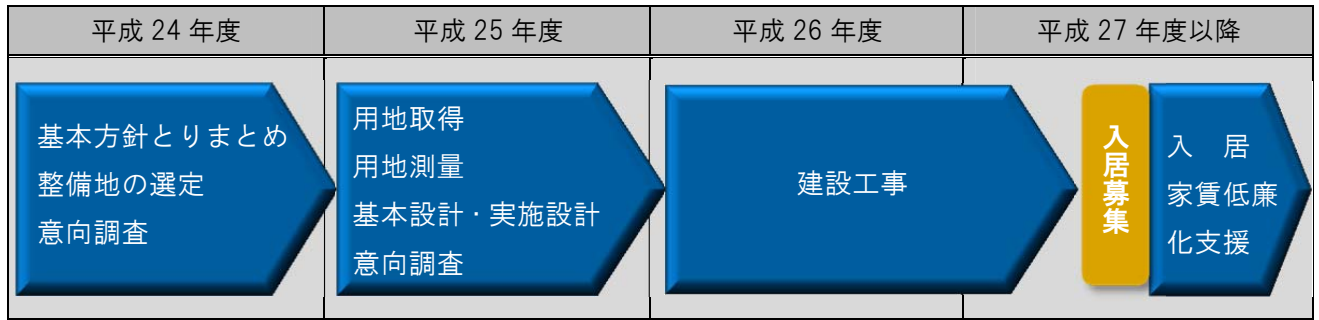 平成 24 年度
平成 25 年度
平成 26 年度
平成 27 年度以降
基本方針とりまとめ
整備地の選定
意向調査
用地取得
用地測量
基本設計・実施設計
意向調査
建設工事
入居募集
入　居
家賃低廉
化支援